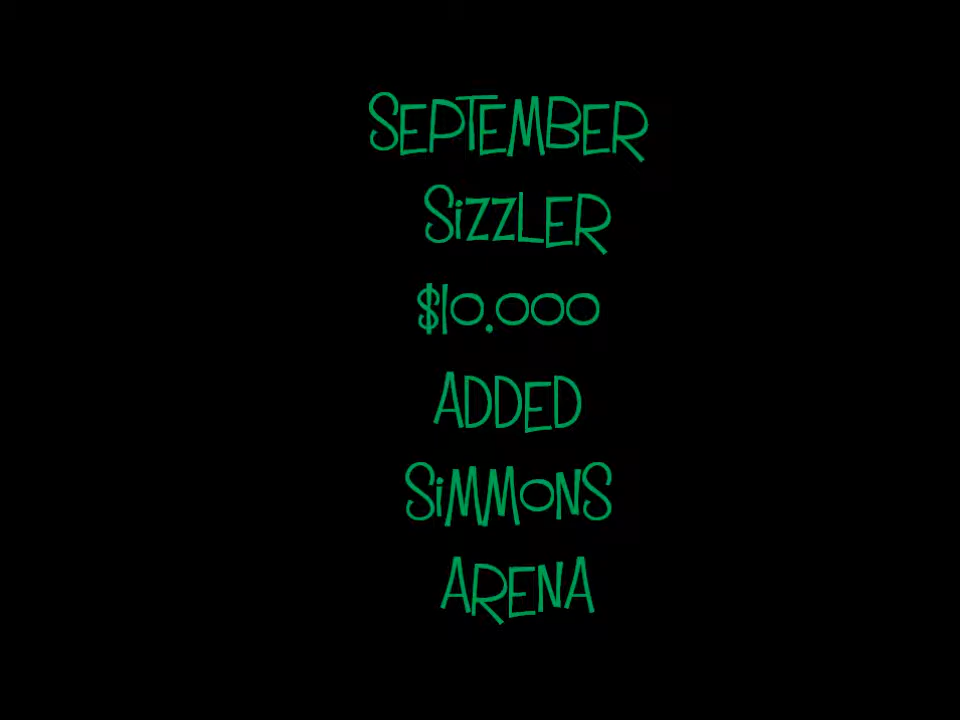 SEPTEMBER
SiZZLER
$10.000
ADDED
SiMMONS
ARENA